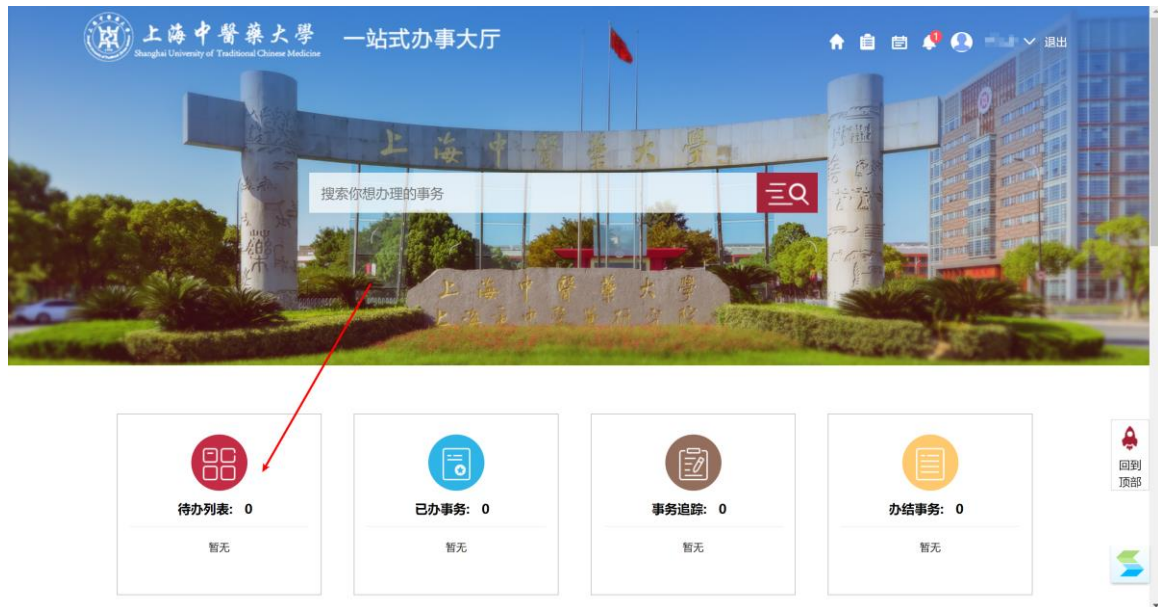 上海中醫藥大學
Shanghai University of Traditional Chinese Medicine
一站式办事大厅
1
退出
上海中醫藥大學
搜索你想办理的事务
上海中醫藥大學
待办列表: 0
暂无
已办事务: 0
暂无
事务追踪: 0
暂无
办结事务: 0
暂无
回到
顶部